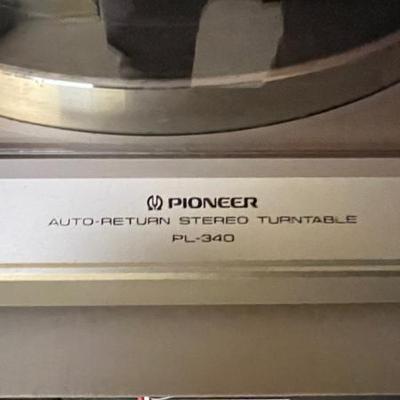 PIONEER
AUTO-RETURN STEREO TURNTABLE
PL-340